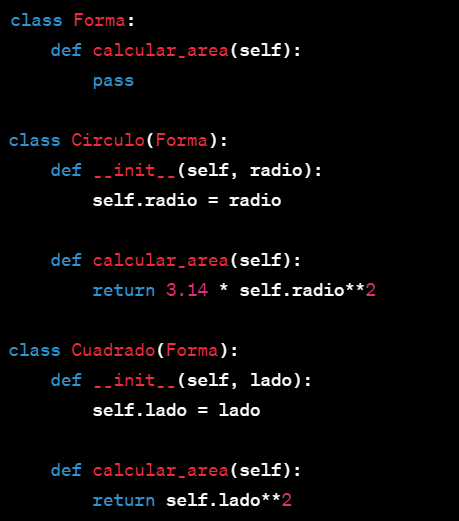 class Forma:
    def calcular_area(self):
        pass

class Circulo(Forma):
    def __init__(self, radio):
        self.radio = radio

    def calcular_area(self):
        return 3.14 * self.radio**2

class Cuadrado(Forma):
    def __init__(self, lado):
        self.lado = lado

    def calcular_area(self):
        return self.lado**2